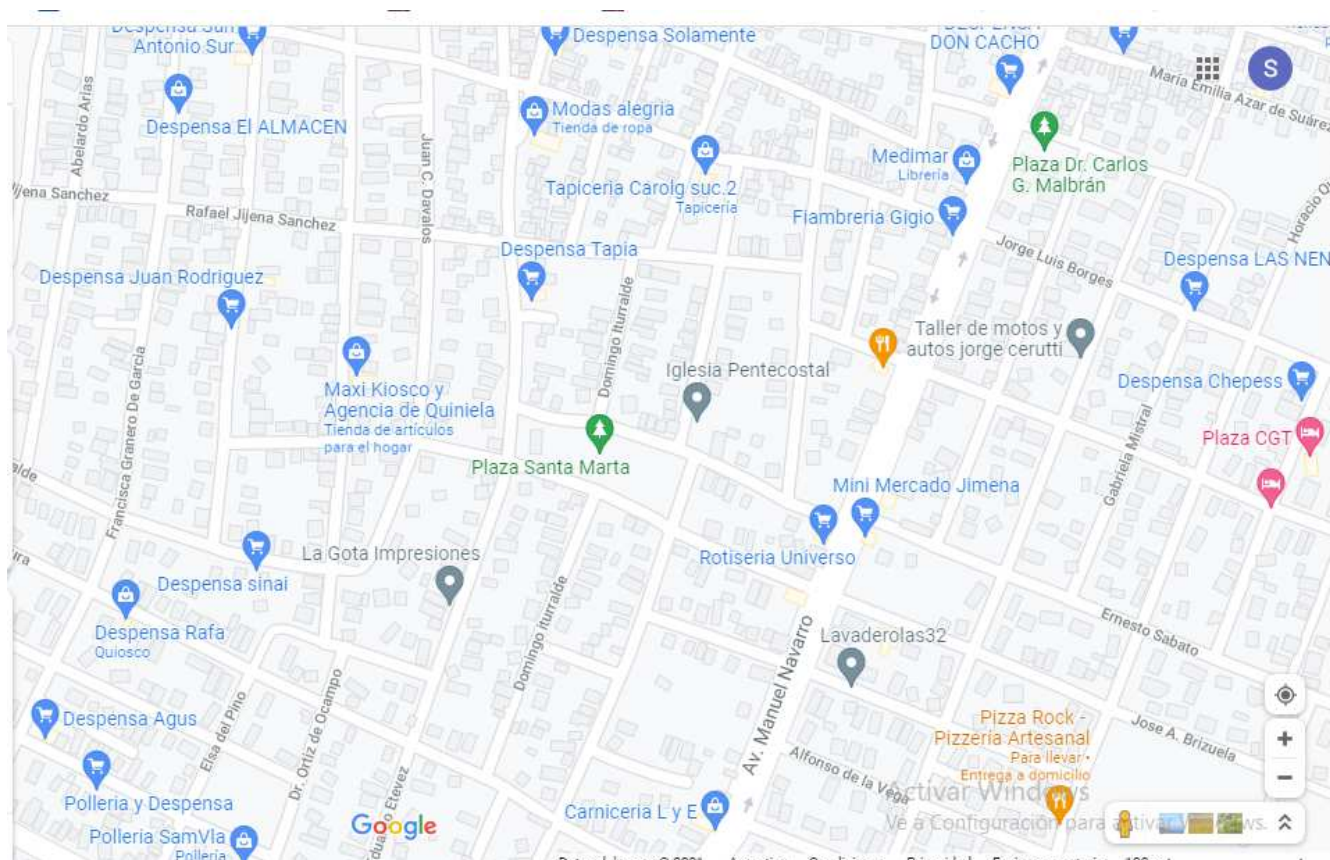 Antonio Sur
Despensa Solamente
DON CACHO
S
María Emilia Azar de Suárez
Abelardo Arias
Despensa El ALMACEN
Juan C. Davalos
Modas alegria
Tienda de ropa
Tapiceria Carolg suc.2
Tapicería
Medimar
Librería
Plaza Dr. Carlos
G. Malbrán
Fiambreria Gigio
Jijena Sanchez
Rafael Jijena Sanchez
Jorge Luis Borges
Horacio
Despensa Tapia
Despensa LAS NEN
Despensa Juan Rodriguez
Domingo Iturralde
Taller de motos y
autos jorge cerutti
Iglesia Pentecostal
Francisca Granero De Garcia
Maxi Kiosco y
Agencia de Quiniela
Tienda de artículos
para el hogar
Despensa Chepess
Plaza CGT
Gabriela Mistral
Plaza Santa Marta
Mini Mercado Jimena
Rotiseria Universo
La Gota Impresiones
Despensa sinai
Despensa Rafa
Quiosco
Domingo iturralde
Ernesto Sabato
Lavaderolas32
Av. Manuel Navarro
Despensa Agus
Elsa del Pino
Dr. Ortiz de Ocampo
Pizza Rock -
Pizzería Artesanal
Para llevar •
Entrega a domicilio
Jose A. Brizuela
Alfonso de la Vega
Activar Windows
Ve a Configuración para activar Windows.
Polleria y Despensa
Polleria SamVla
Pollería
Etevez
Google
Carniceria L y E